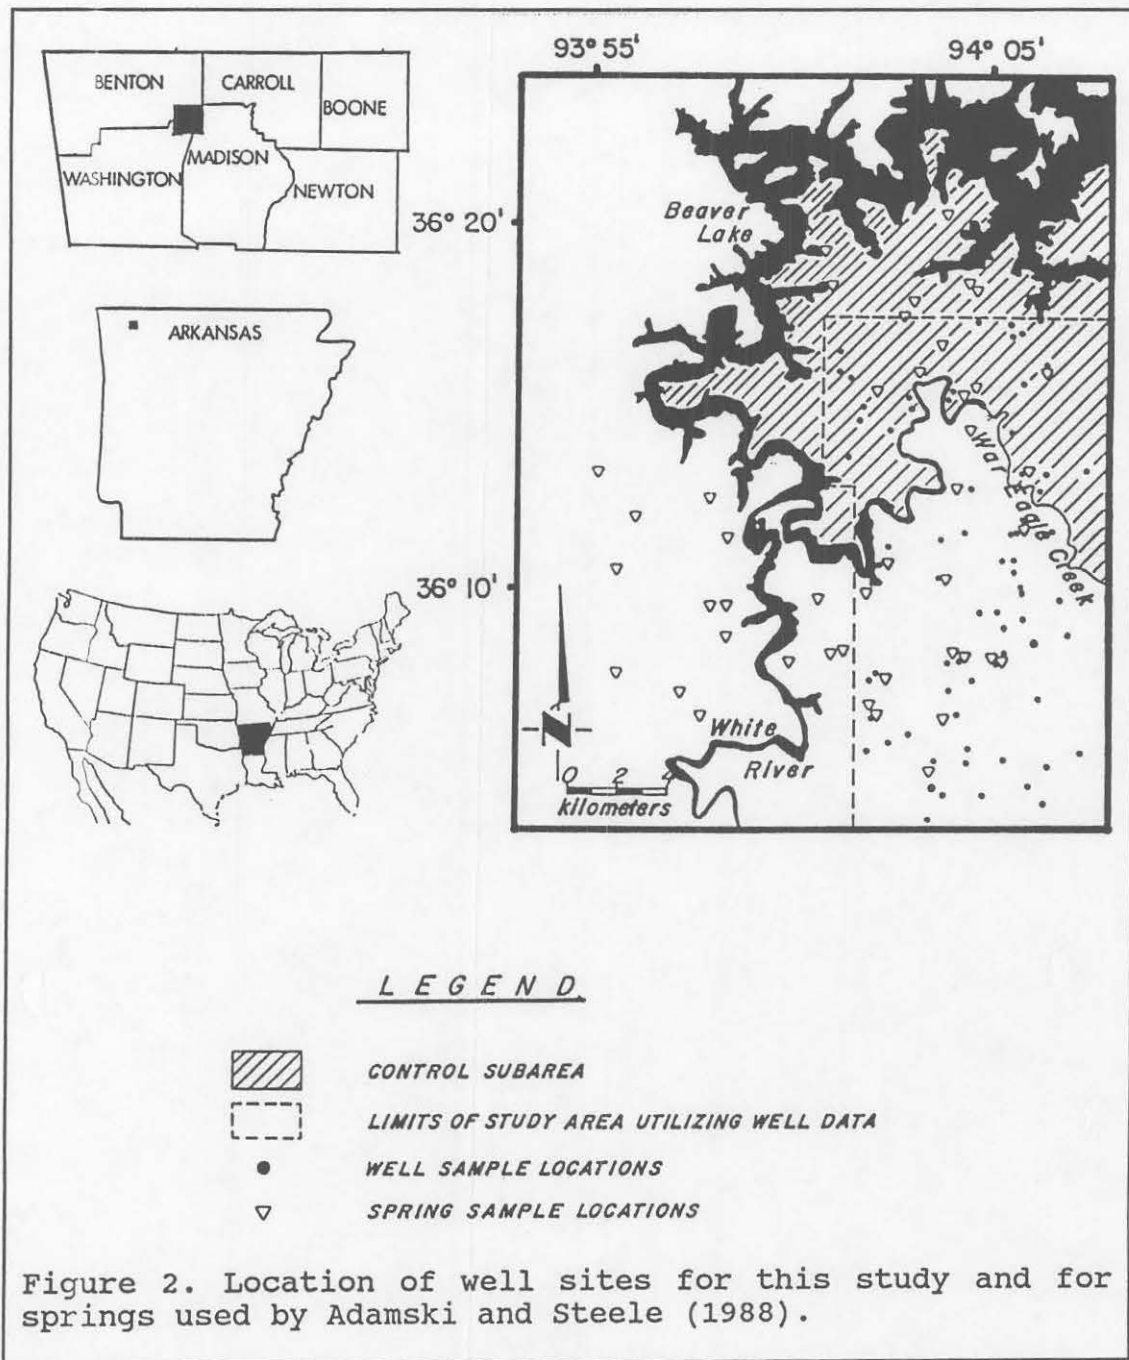 BENTON
CARROLL
BOONE
MADISON
WASHINGTON
NEWTON
ARKANSAS
93° 55'
94° 05'
36° 20'
36° 10'
Beaver
Lake
War Eagle Creek
White
River
N
0 2 4
kilometers
LEGEND
CONTROL SUBAREA
LIMITS OF STUDY AREA UTILIZING WELL DATA
WELL SAMPLE LOCATIONS
SPRING SAMPLE LOCATIONS
Figure 2. Location of well sites for this study and for
springs used by Adamski and Steele (1988).